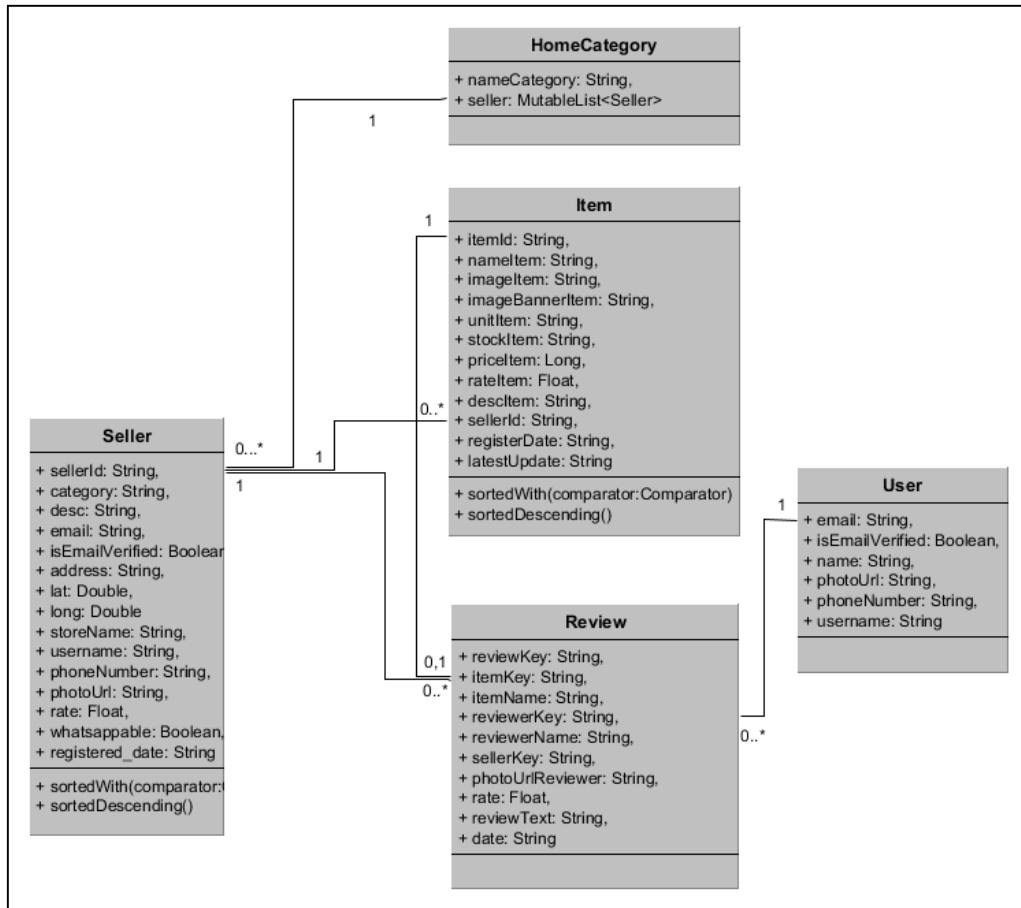 HomeCategory
+ nameCategory: String,
+ seller: MutableList<Seller>
1
Item
1
+ itemId: String,
+ nameItem: String,
+ imageItem: String,
+ imageBannerItem: String,
+ unitItem: String,
+ stockItem: String,
+ priceItem: Long,
+ rateItem: Float,
+ descItem: String,
+ sellerId: String,
+ registerDate: String,
+ latestUpdate: String
+ sortedWith(comparator:Comparator)
+ sortedDescending()
0..*
Seller
0...*
1
1
+ sellerId: String,
+ category: String,
+ desc: String,
+ email: String,
+ isEmailVerified: Boolean
+ address: String,
+ lat: Double,
+ long: Double
+ storeName: String,
+ username: String,
+ phoneNumber: String,
+ photoUrl: String,
+ rate: Float,
+ whatsappable: Boolean,
+ registered_date: String
+ sortedWith(comparator:
+ sortedDescending()
User
1
+ email: String,
+ isEmailVerified: Boolean,
+ name: String,
+ photoUrl: String,
+ phoneNumber: String,
+ username: String
Review
0,1
0..*
+ reviewKey: String,
+ itemKey: String,
+ itemName: String,
+ reviewerKey: String,
+ reviewerName: String,
+ sellerKey: String,
+ photoUrlReviewer: String,
+ rate: Float,
+ reviewText: String,
+ date: String
0..*